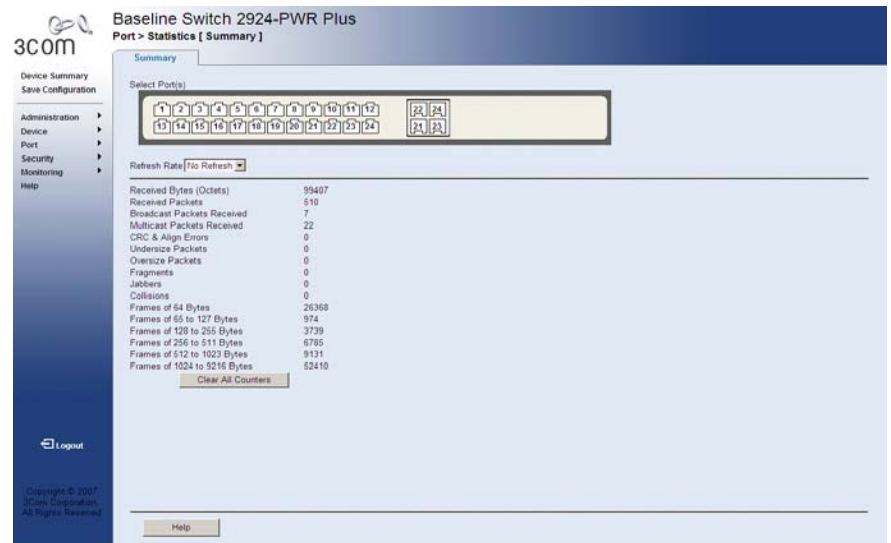 3COM
Baseline Switch 2924-PWR Plus
Port > Statistics [ Summary ]
Summary
Device Summary
Save Configuration
Administration
Device
Port
Security
Monitoring
Help
Select Port(s)
1 2 3 4 5 6 7 8 9 10 11 12
22 24
13 14 15 16 17 18 19 20 21 22 23 24
21 23
Refresh Rate No Refresh
Received Bytes (Octets) 99407
Received Packets 510
Broadcast Packets Received 7
Multicast Packets Received 22
CRC & Align Errors 0
Undersize Packets 0
Oversize Packets 0
Fragments 0
Jabbers 0
Collisions 0
Frames of 64 Bytes 26368
Frames of 65 to 127 Bytes 974
Frames of 128 to 255 Bytes 3739
Frames of 256 to 511 Bytes 6785
Frames of 512 to 1023 Bytes 9131
Frames of 1024 to 9216 Bytes 52410
Clear All Counters
Logout
Copyright © 2007
3Com Corporation.
All Rights Reserved
Help